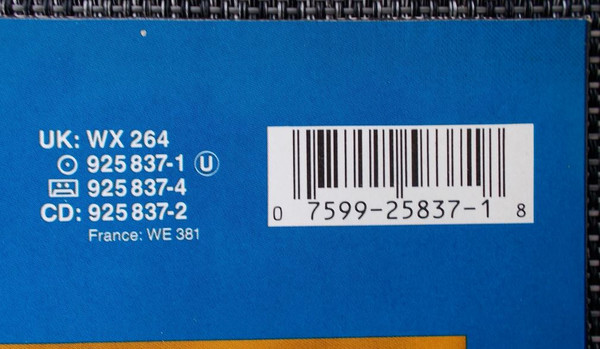 UK: WX 264
925 837-1 U
925 837-4
CD: 925 837-2
France: WE 381
0 7599-25837-1 8